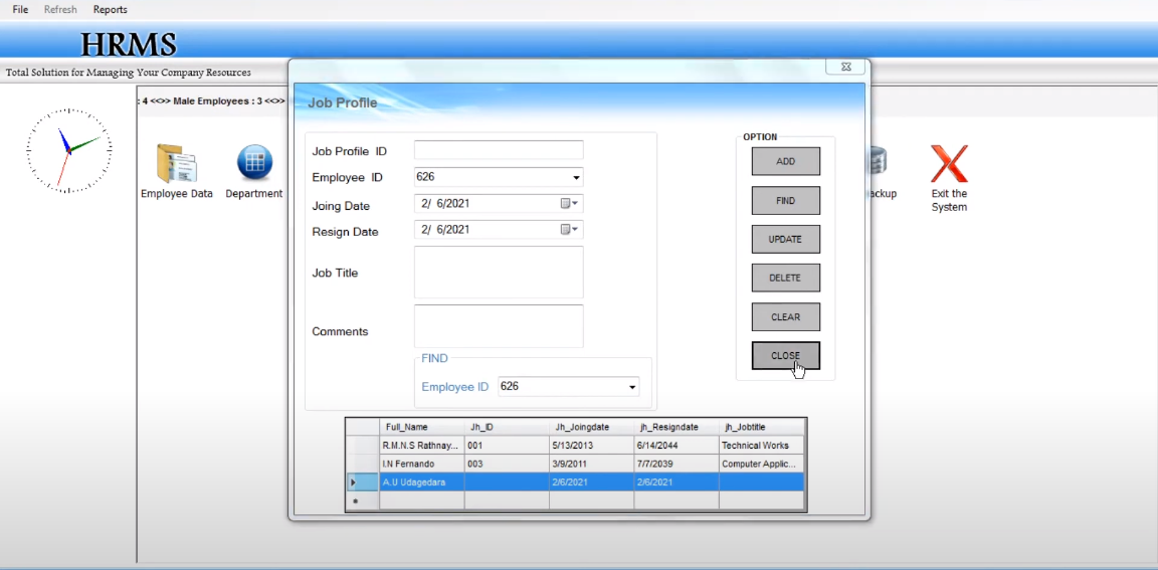 File Refresh Reports
HRMS
Total Solution for Managing Your Company Resources
: 4 <<>> Male Employees : 3 <<>>
Employee Data
Department
ackup
Exit the
System
Job Profile
Job Profile ID
Employee ID 626
Joing Date 2/ 6/2021
Resign Date 2/ 6/2021
Job Title
Comments
FIND
Employee ID 626
OPTION
ADD
FIND
UPDATE
DELETE
CLEAR
CLOSE
Full_Name Jh_ID Jh_Joingdate jh_Resigndate jh_Jobtitle
R.M.N.S Rathnay... 001 5/13/2013 6/14/2044 Technical Works
I.N Fernando 003 3/9/2011 7/7/2039 Computer Applic...
A.U Udagedara 2/6/2021 2/6/2021